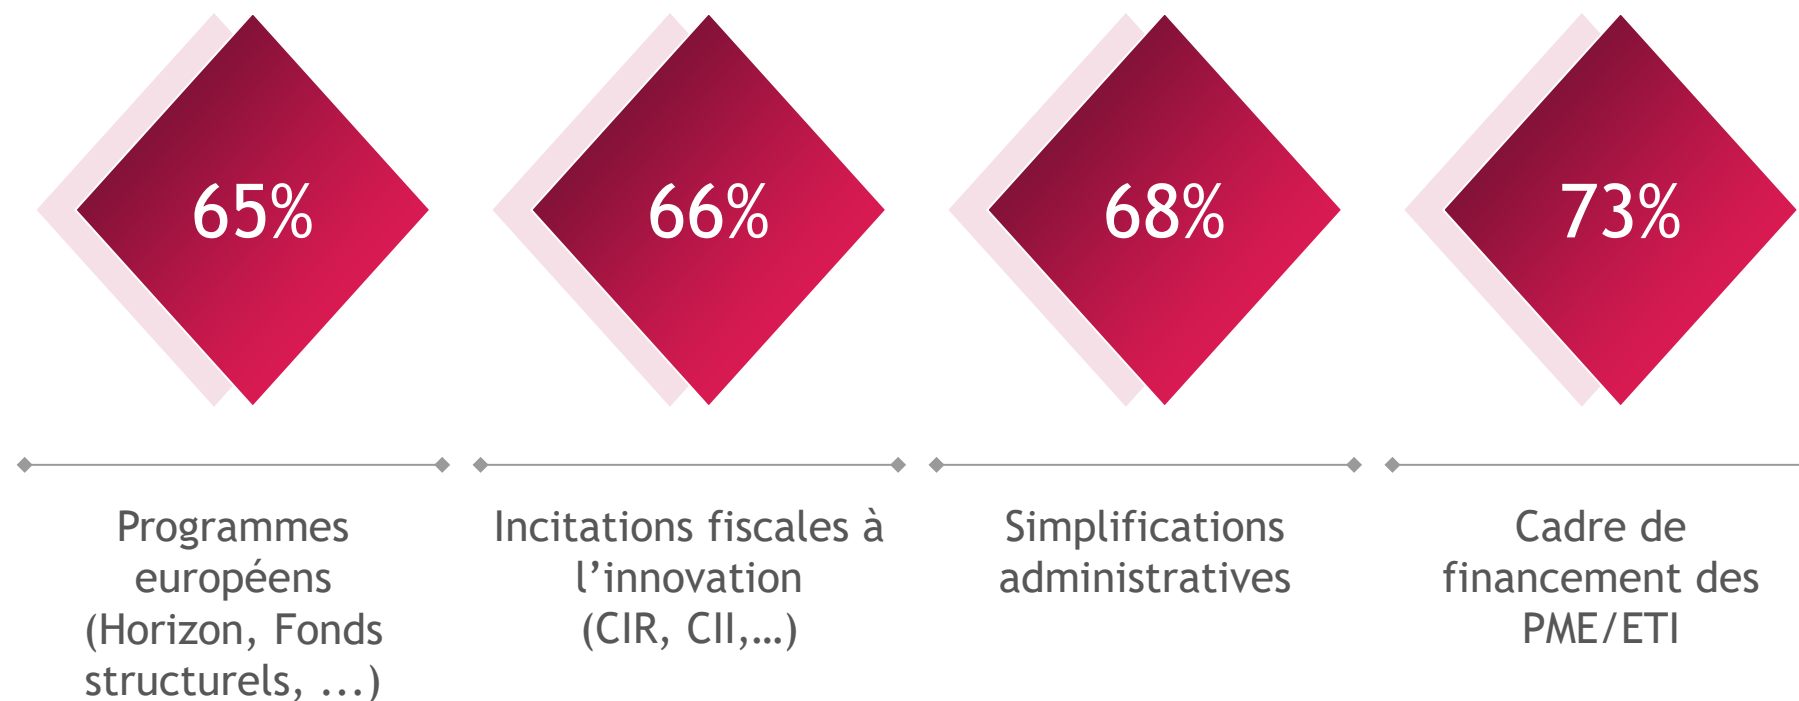 65%
66%
68%
73%
Programmes
européens
(Horizon, Fonds
structurels, ...)
Incitations fiscales à
l’innovation
(CIR, CII,…)
Simplifications
administratives
Cadre de
financement des
PME/ETI